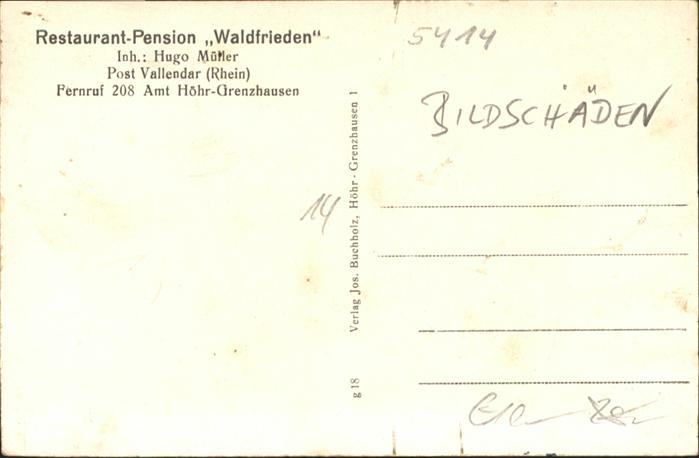 Restaurant-Pension „Waldfrieden“
Inh.: Hugo Müller
Post Vallendar (Rhein)
Fernruf 208 Amt Höhr-Grenzhausen
14
g 18 Verlag Jos. Buchholz, Höhr-Grenzhausen 1
5414
BILDSCHÄDEN